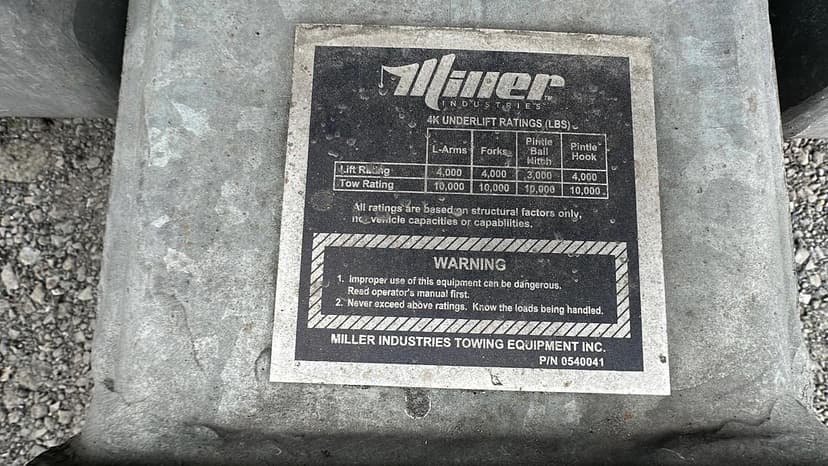 Miller
INDUSTRIES
4K UNDERLIFT RATINGS (LBS)
L-Arms Forks Pintle Ball Hitch Pintle Hook
Lift Rating 4,000 4,000 3,000 4,000
Tow Rating 10,000 10,000 10,000 10,000
All ratings are based on structural factors only,
no vehicle capacities or capabilities.
WARNING
1. Improper use of this equipment can be dangerous.
Read operator's manual first.
2. Never exceed above ratings. Know the loads being handled.
MILLER INDUSTRIES TOWING EQUIPMENT INC.
P/N 0540041